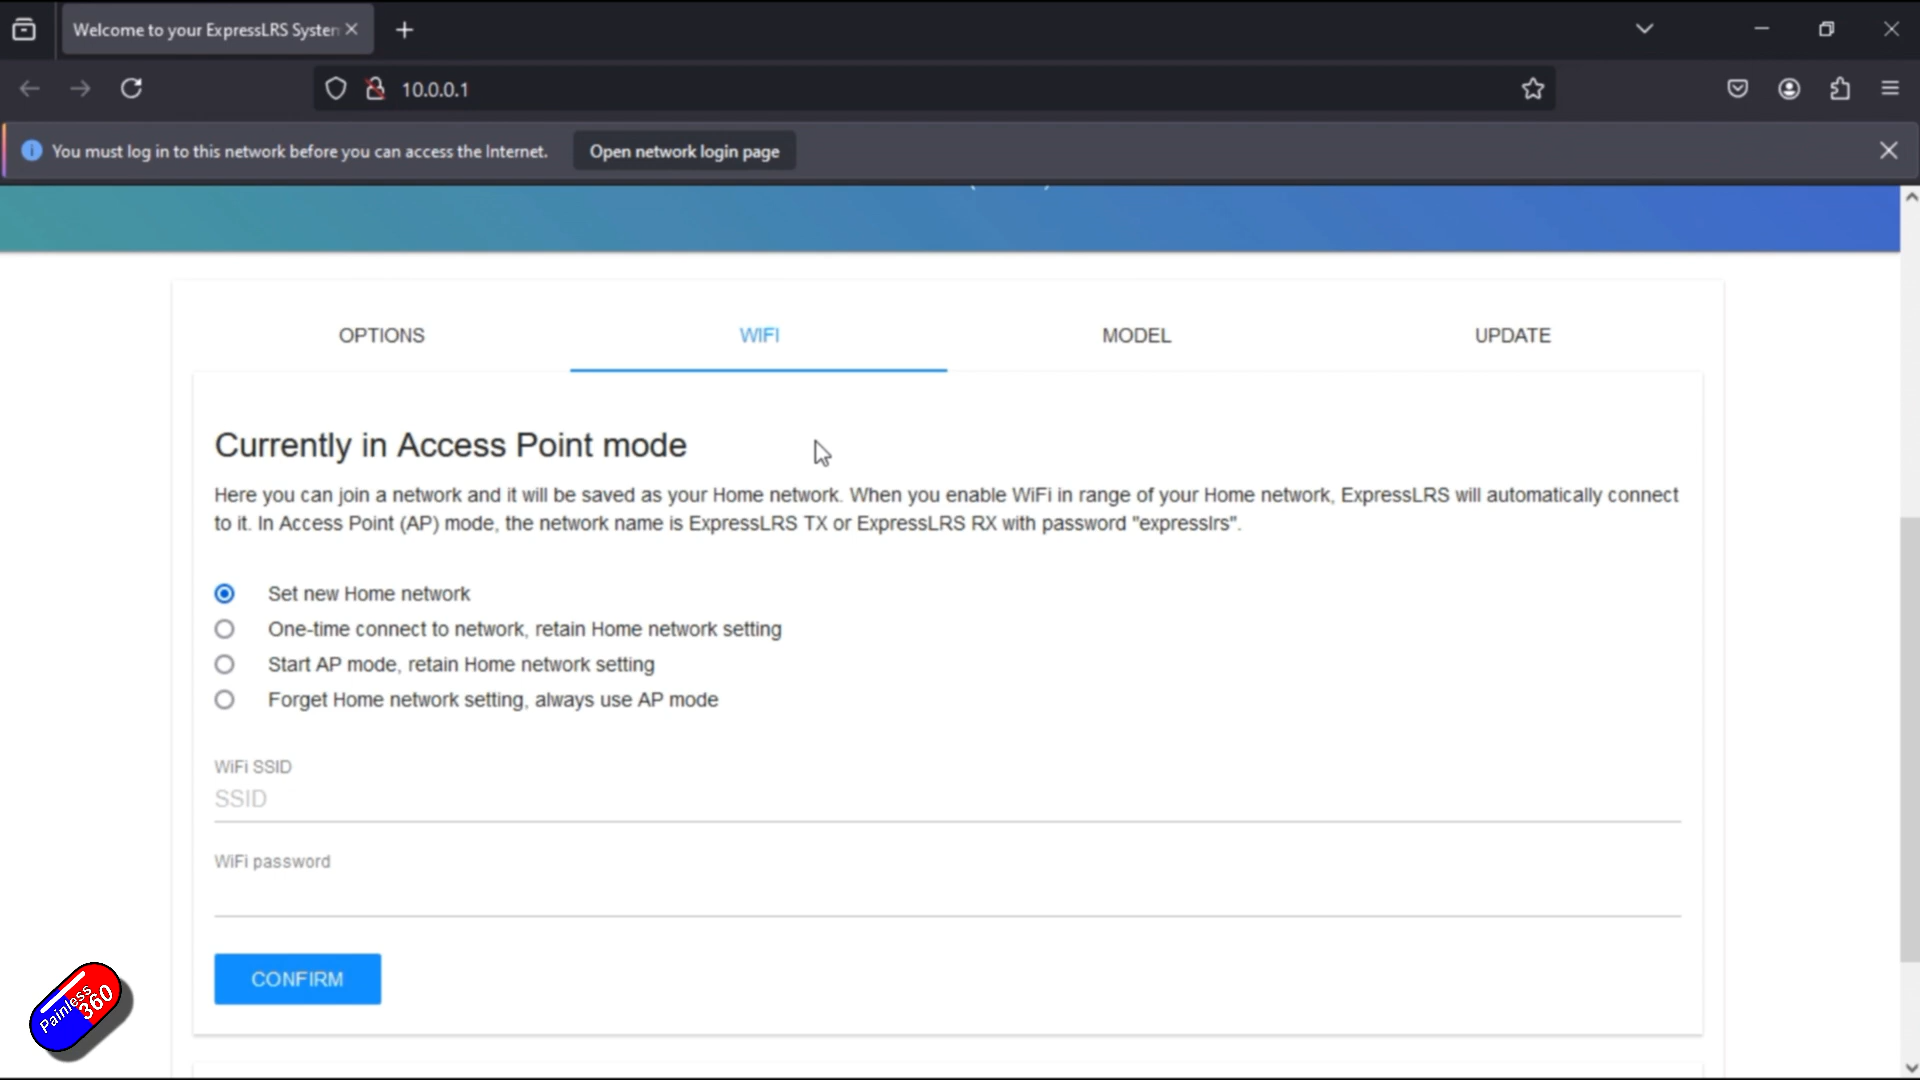 Welcome to your ExpressLRS System
10.0.0.1
You must log in to this network before you can access the Internet.
Open network login page
OPTIONS
WIFI
MODEL
UPDATE
Currently in Access Point mode
Here you can join a network and it will be saved as your Home network. When you enable WiFi in range of your Home network, ExpressLRS will automatically connect
to it. In Access Point (AP) mode, the network name is ExpressLRS TX or ExpressLRS RX with password "expresslrs".
Set new Home network
One-time connect to network, retain Home network setting
Start AP mode, retain Home network setting
Forget Home network setting, always use AP mode
WiFi SSID
SSID
WiFi password
CONFIRM
Painless
360